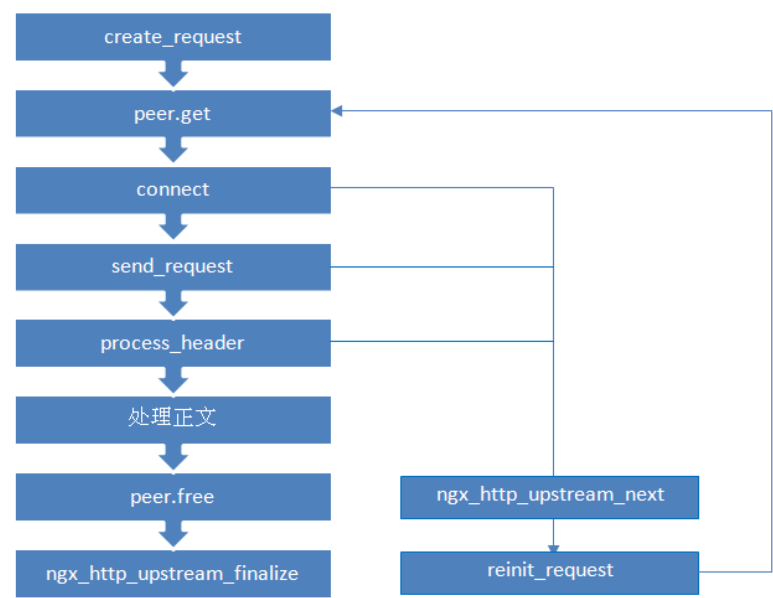 create_request
peer.get
connect
send_request
process_header
处理正文
peer.free
ngx_http_upstream_finalize
ngx_http_upstream_next
reinit_request